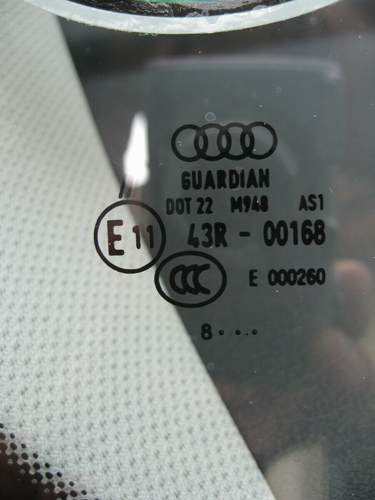 GUARDIAN
DOT 22 M948 AS1
E 11 43R - 00168
CCC E 000260
8 · · . ·